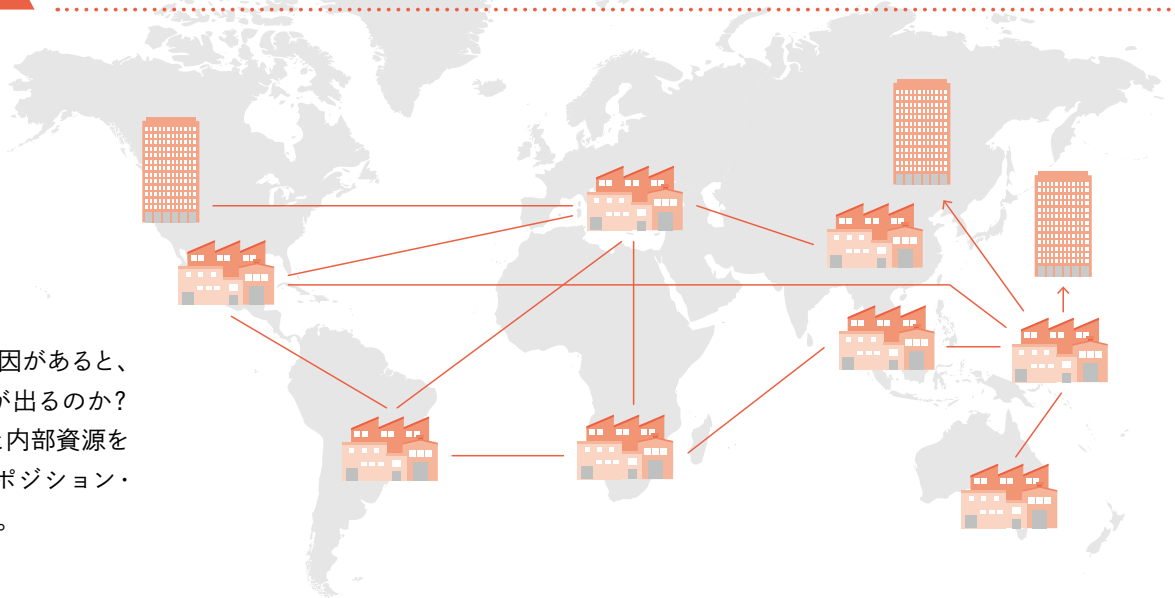 因があると、
が出るのか?
内部資源を
ポジション・
。